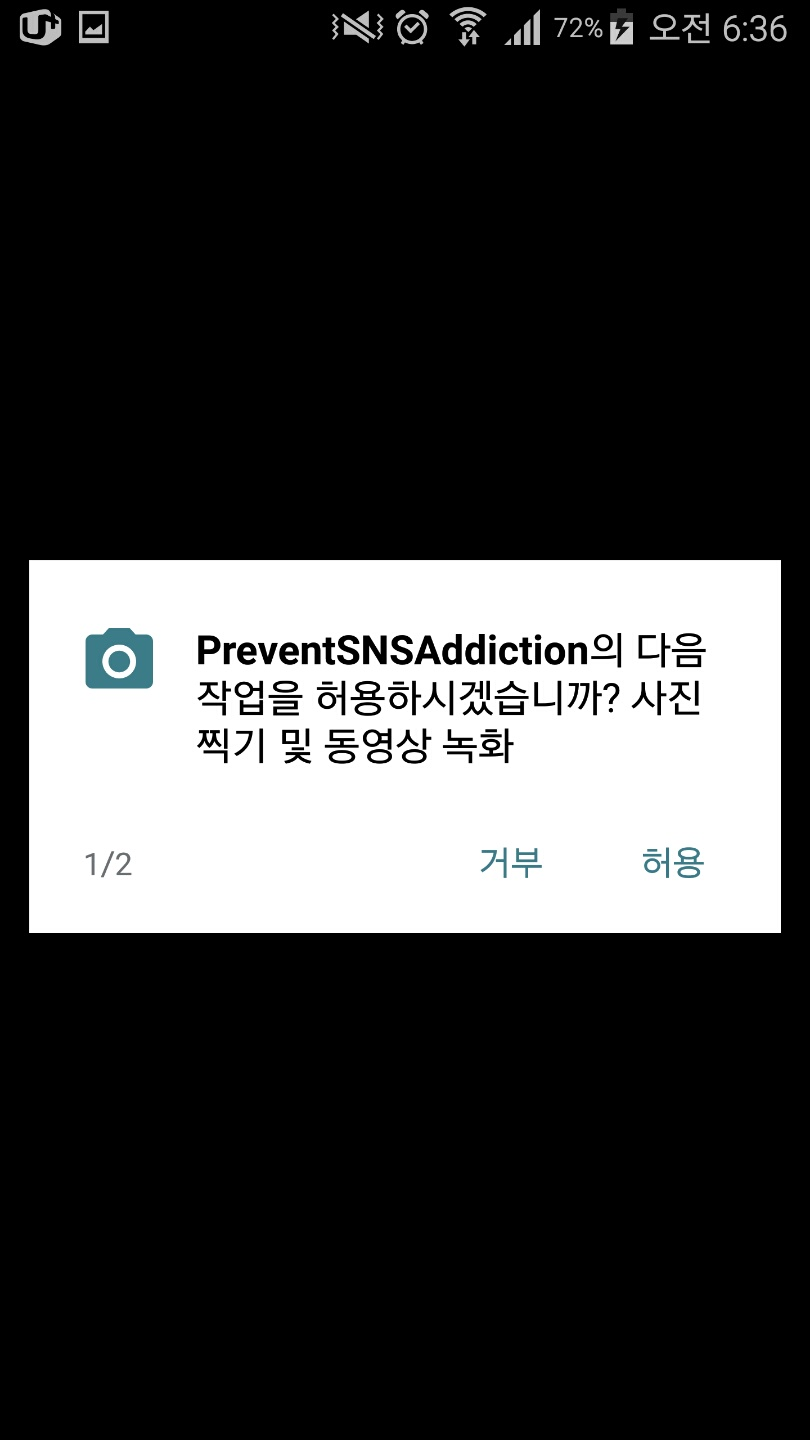 U+ 72% 오전 6:36
PreventSNSAddiction의 다음
작업을 허용하시겠습니까? 사진
찍기 및 동영상 녹화
1/2 거부 허용